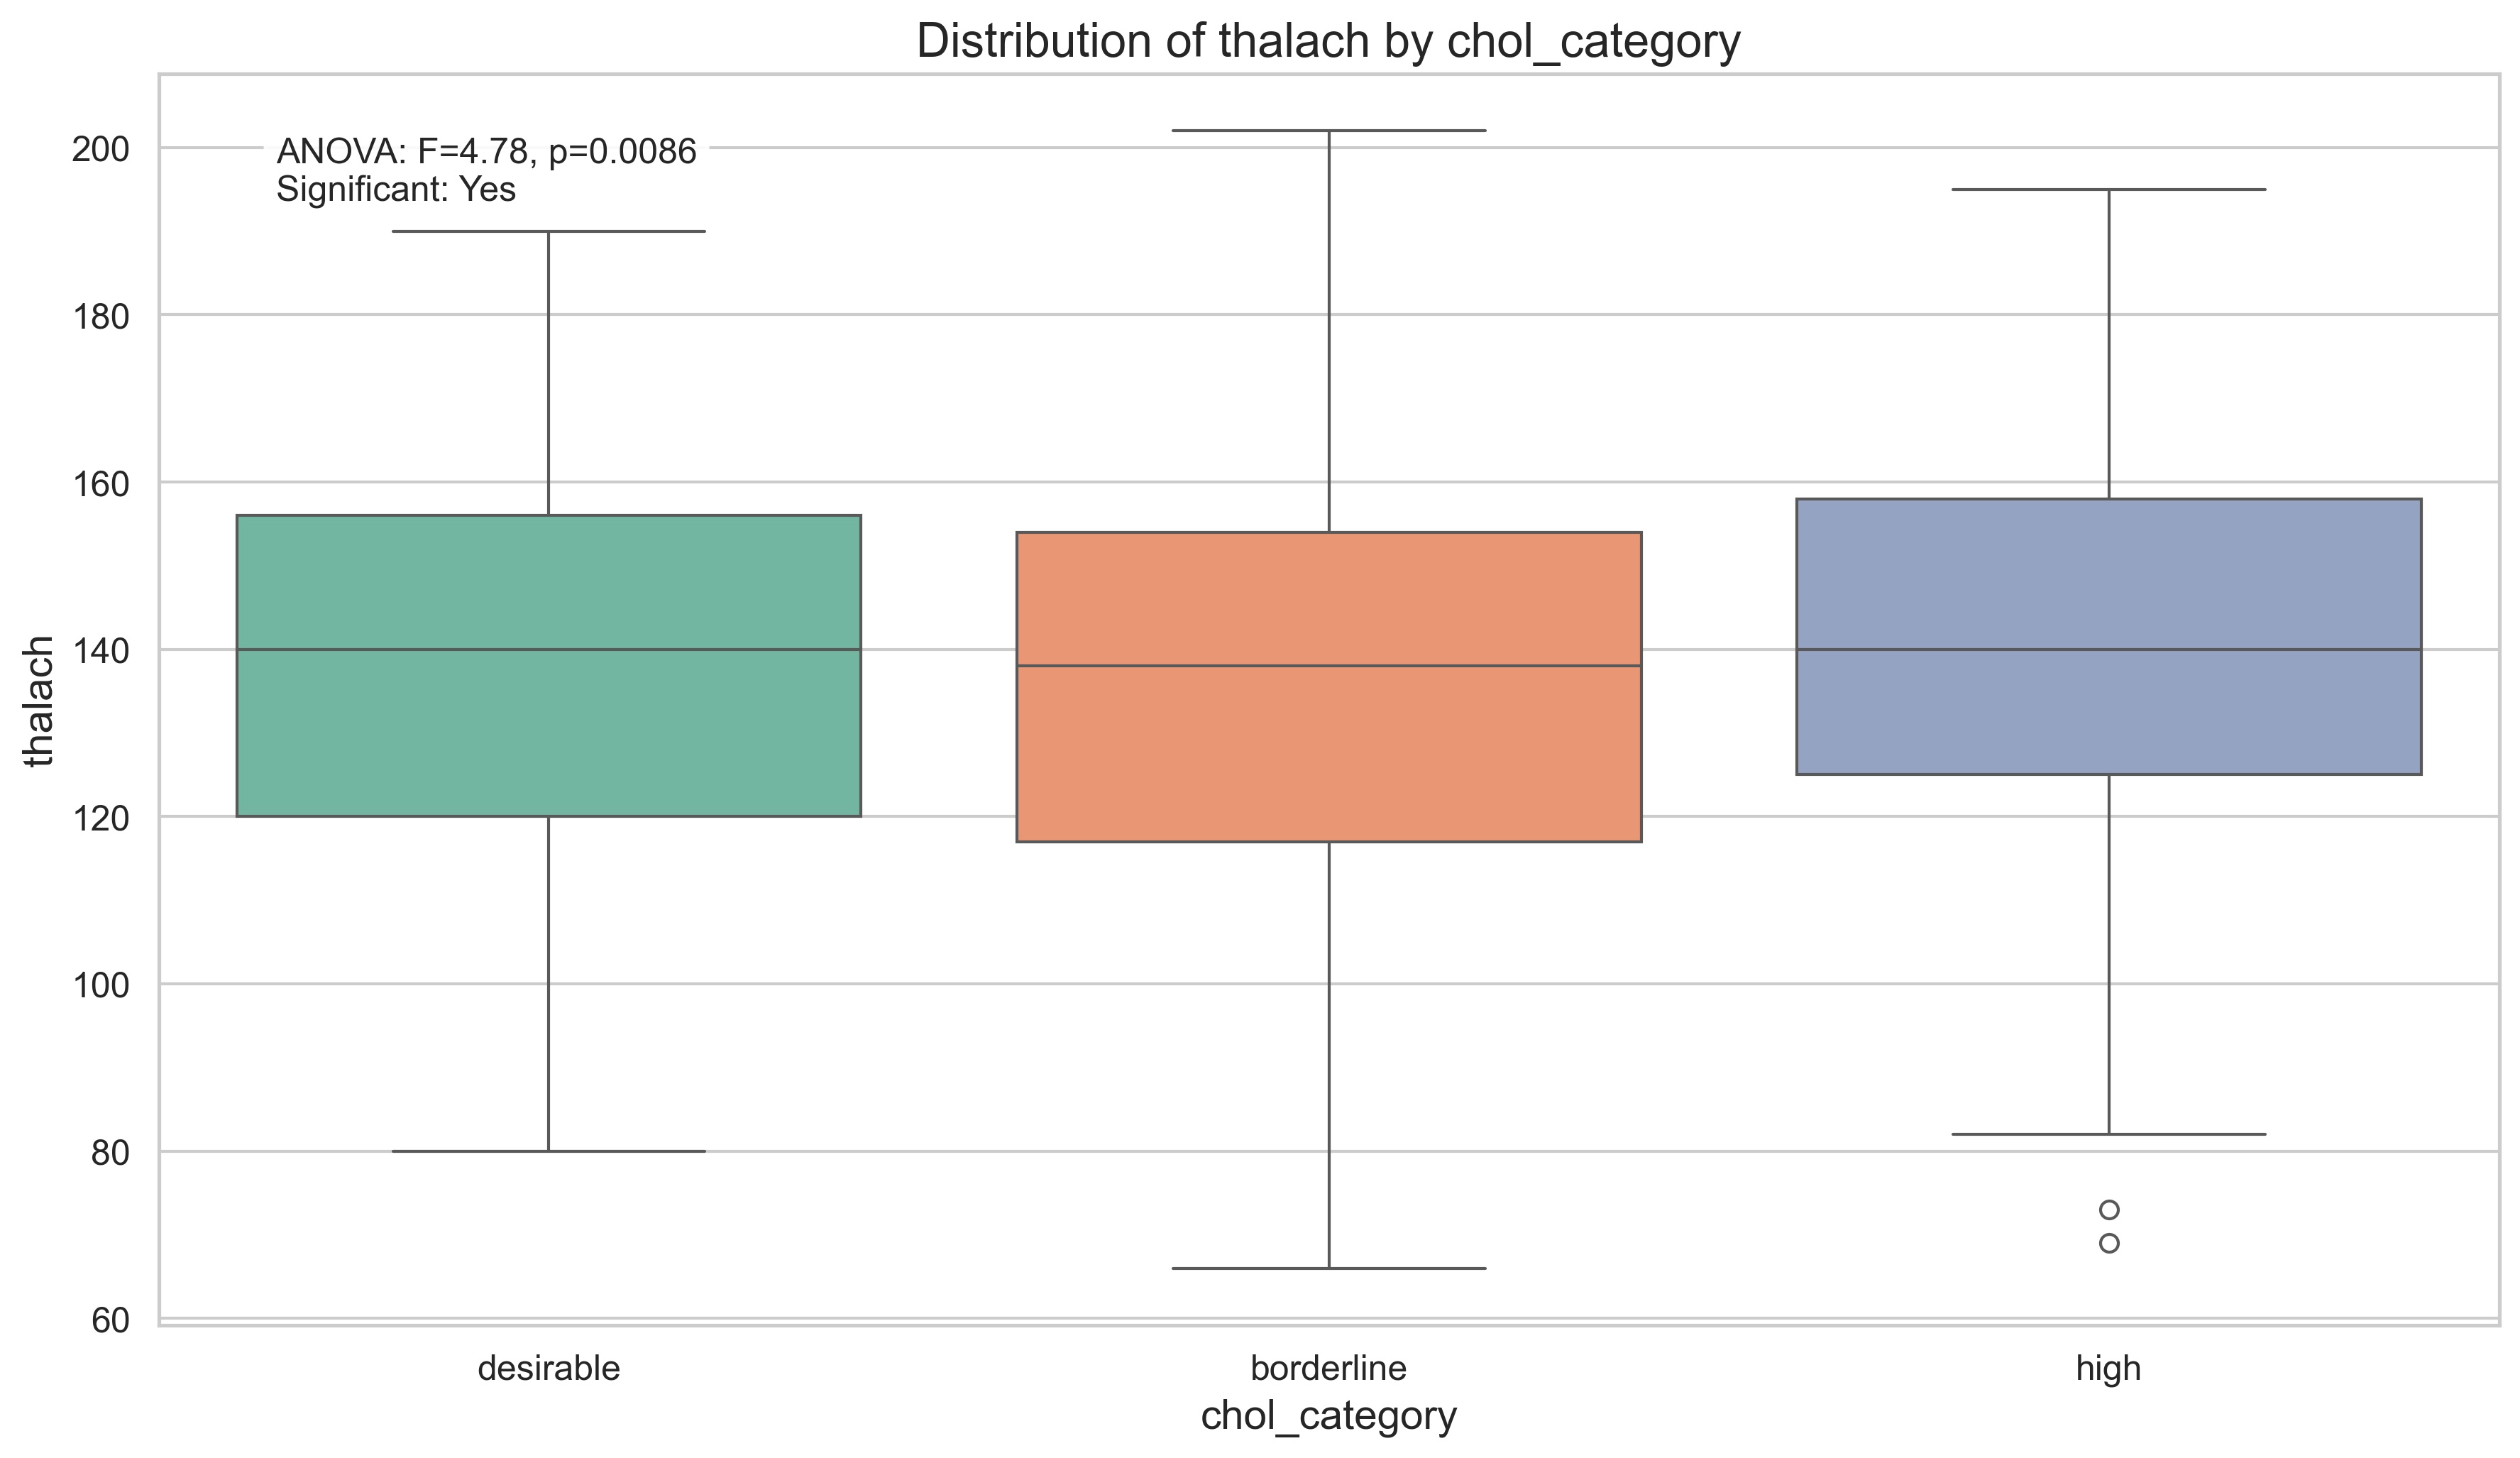 Distribution of thalach by chol_category
ANOVA: F=4.78, p=0.0086
Significant: Yes
200
180
160
140
120
100
80
60
thalach
desirable
borderline
high
chol_category